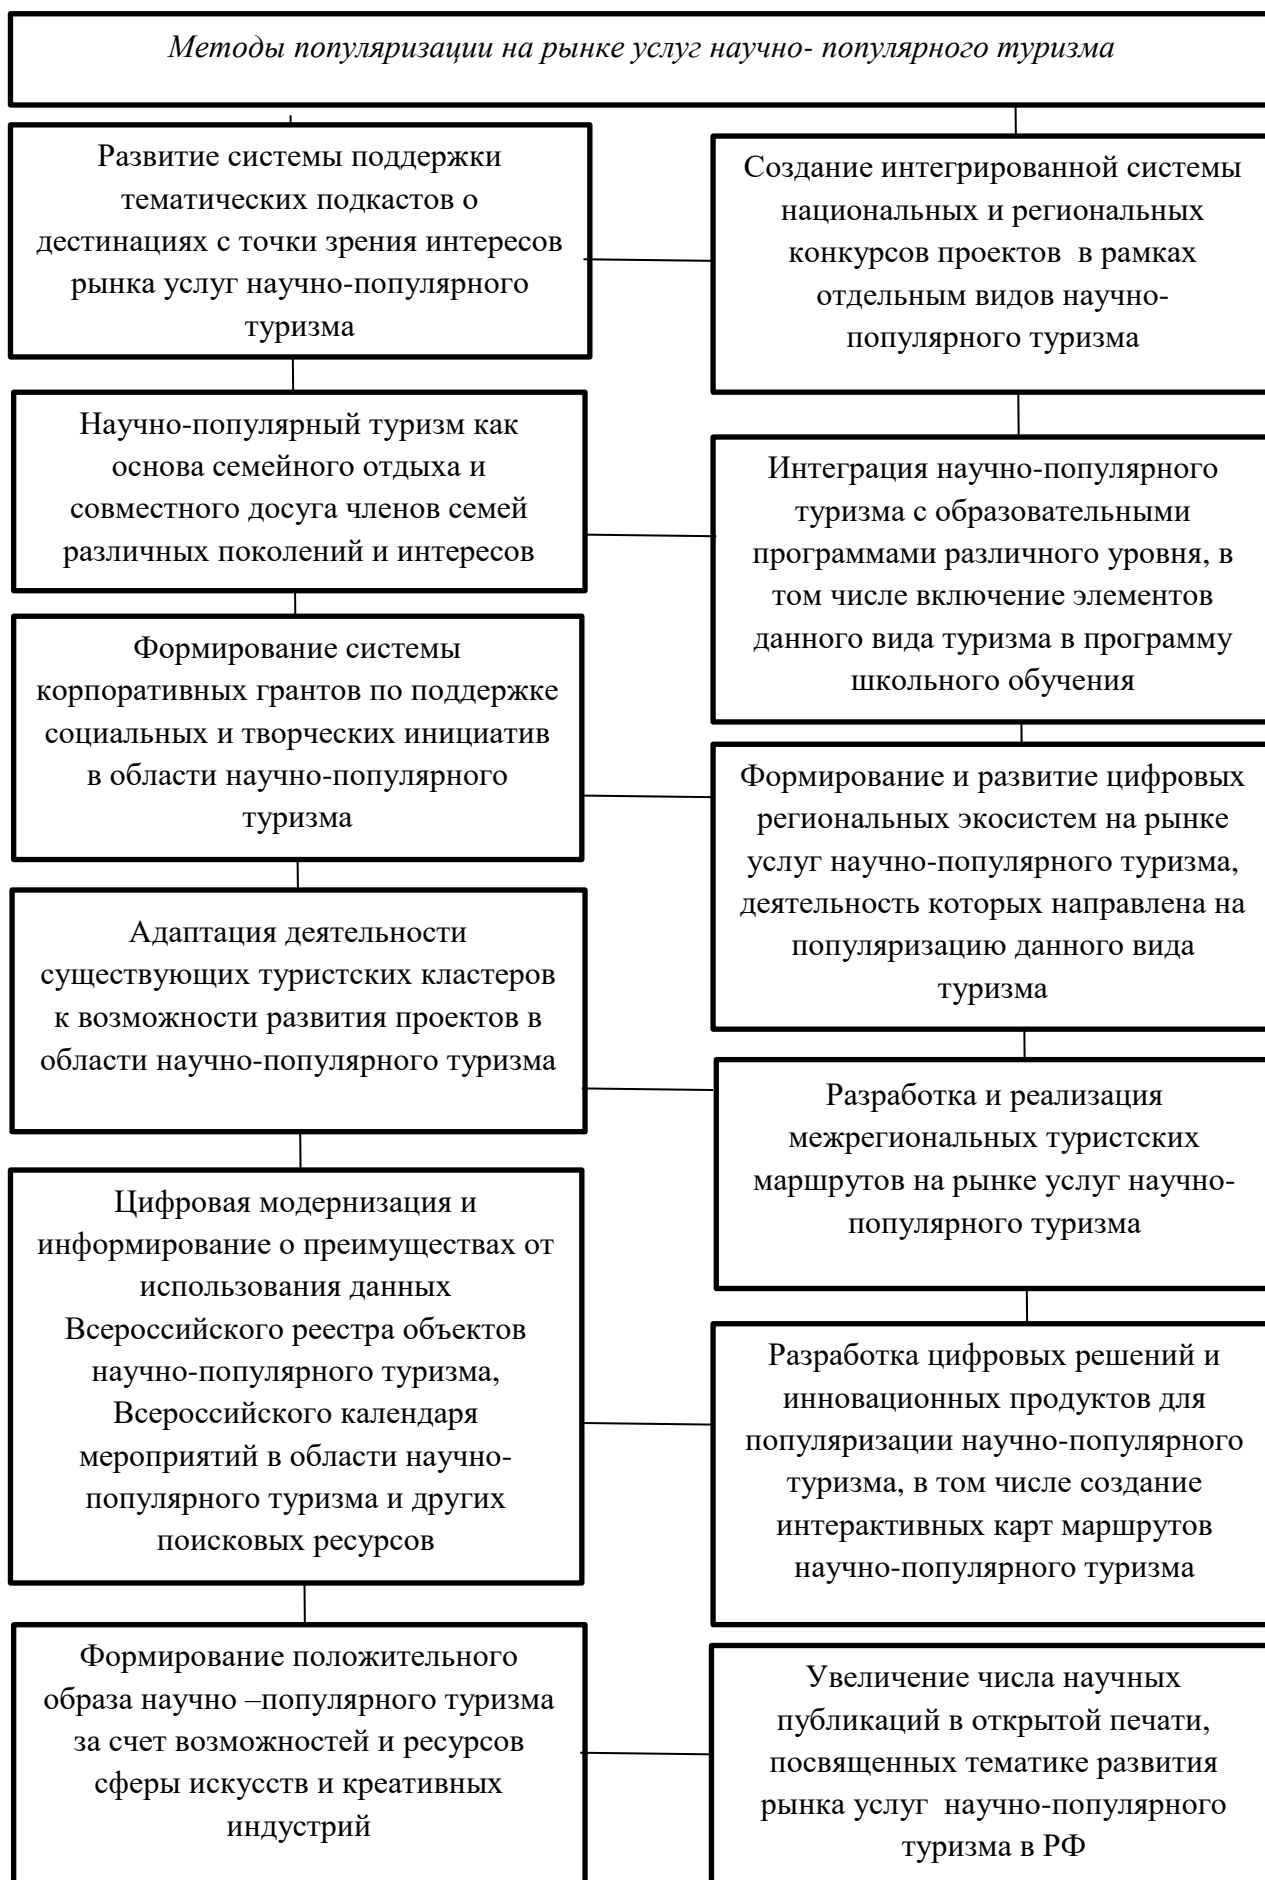 Методы популяризации на рынке услуг научно- популярного туризма
Развитие системы поддержки
тематических подкастов о
дестинациях с точки зрения интересов
рынка услуг научно-популярного
туризма
Создание интегрированной системы
национальных и региональных
конкурсов проектов  в рамках
отдельным видов научно-
популярного туризма
Научно-популярный туризм как
основа семейного отдыха и
совместного досуга членов семей
различных поколений и интересов
Интеграция научно-популярного
туризма с образовательными
программами различного уровня, в
том числе включение элементов
данного вида туризма в программу
школьного обучения
Формирование системы
корпоративных грантов по поддержке
социальных и творческих инициатив
в области научно-популярного
туризма
Формирование и развитие цифровых
региональных экосистем на рынке
услуг научно-популярного туризма,
деятельность которых направлена на
популяризацию данного вида
туризма
Адаптация деятельности
существующих туристских кластеров
к возможности развития проектов в
области научно-популярного туризма
Разработка и реализация
межрегиональных туристских
маршрутов на рынке услуг научно-
популярного туризма
Цифровая модернизация и
информирование о преимуществах от
использования данных
Всероссийского реестра объектов
научно-популярного туризма,
Всероссийского календаря
мероприятий в области научно-
популярного туризма и других
поисковых ресурсов
Разработка цифровых решений и
инновационных продуктов для
популяризации научно-популярного
туризма, в том числе создание
интерактивных карт маршрутов
научно-популярного туризма
Формирование положительного
образа научно –популярного туризма
за счет возможностей и ресурсов
сферы искусств и креативных
индустрий
Увеличение числа научных
публикаций в открытой печати,
посвященных тематике развития
рынка услуг  научно-популярного
туризма в РФ